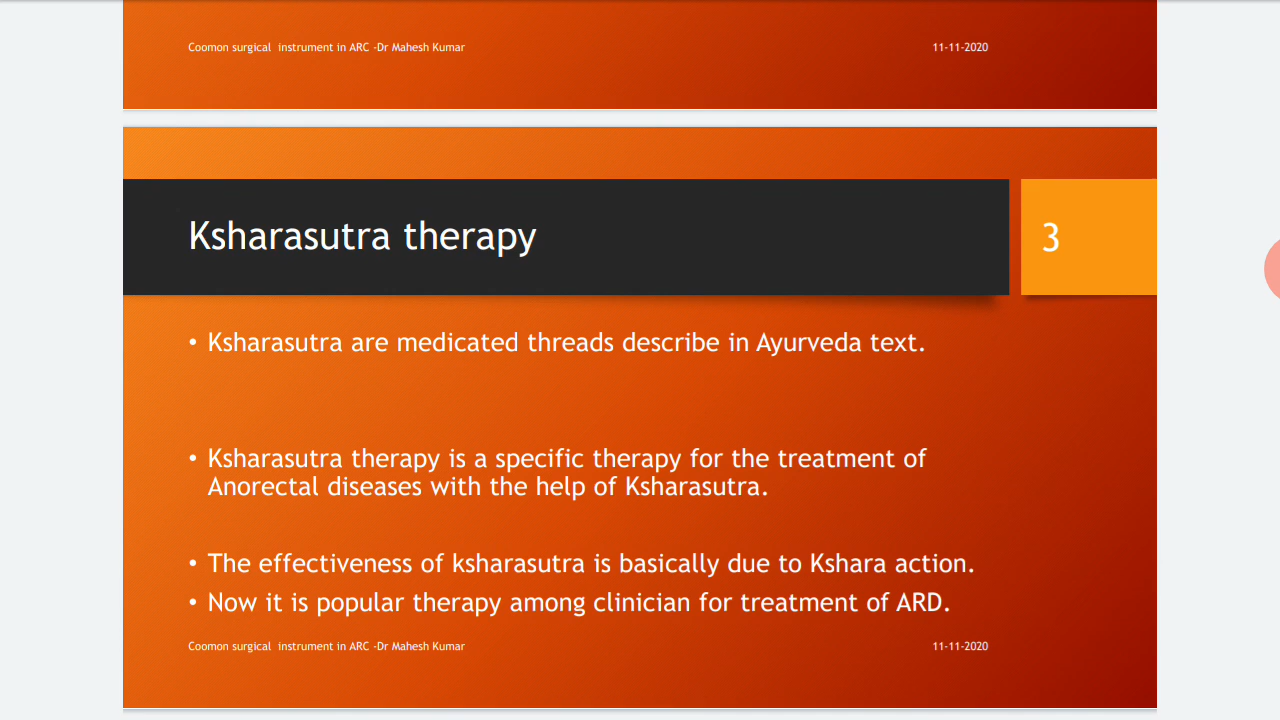 Coomon surgical  instrument in ARC -Dr Mahesh Kumar
11-11-2020
Ksharasutra therapy
3
• Ksharasutra are medicated threads describe in Ayurveda text.
• Ksharasutra therapy is a specific therapy for the treatment of
Anorectal diseases with the help of Ksharasutra.
• The effectiveness of ksharasutra is basically due to Kshara action.
• Now it is popular therapy among clinician for treatment of ARD.
Coomon surgical  instrument in ARC -Dr Mahesh Kumar
11-11-2020